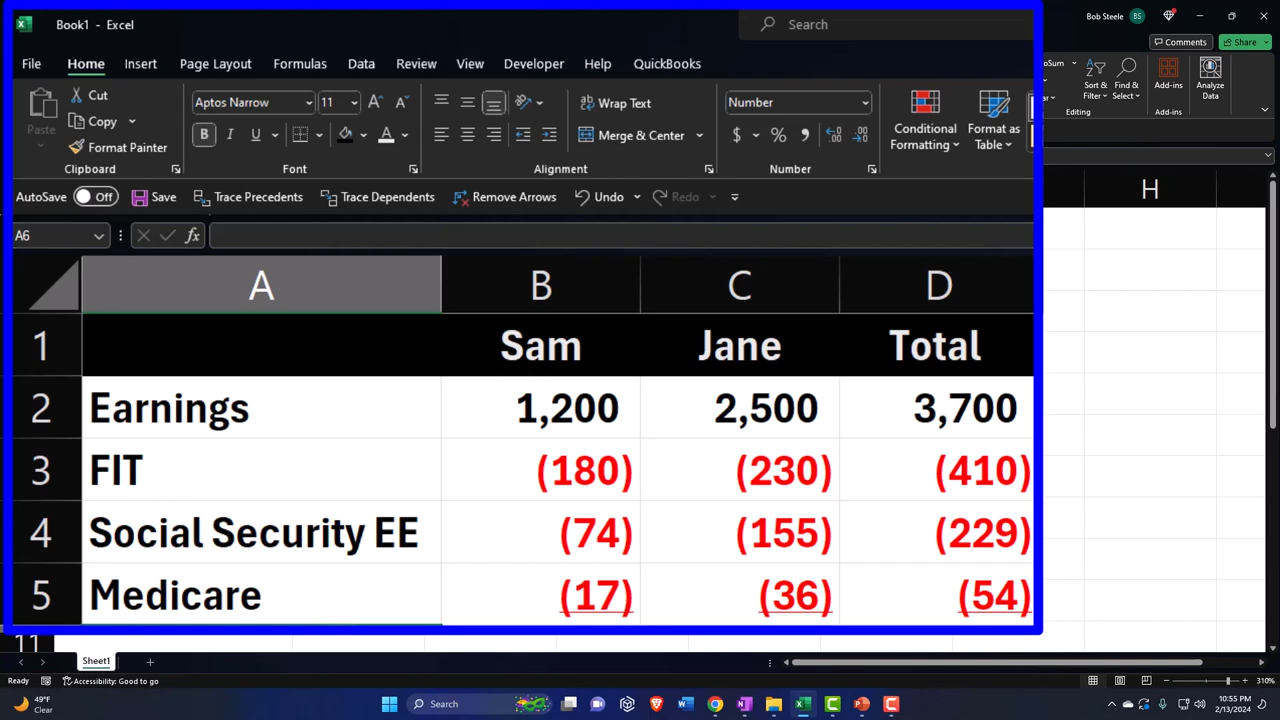 Book1 - Excel
Search
Bob Steele BS
File Home Insert Page Layout Formulas Data Review View Developer Help QuickBooks
Comments Share
Cut
Copy
Paste
Format Painter
Clipboard
Aptos Narrow 11
B I U
Font
Wrap Text
Merge & Center
Alignment
Number
$ %
Number
Conditional Formatting
Format as Table
Sort & Filter
Find & Select
Editing
Add-ins
Add-ins
Analyze Data
AutoSave Off Save Trace Precedents Trace Dependents Remove Arrows Undo Redo
A6 fx
A B C D H
1 Sam Jane Total
2 Earnings 1,200 2,500 3,700
3 FIT (180) (230) (410)
4 Social Security EE (74) (155) (229)
5 Medicare (17) (36) (54)
11
Sheet1
Ready Accessibility: Good to go 310%
49°F
Clear
Search
10:55 PM
2/13/2024